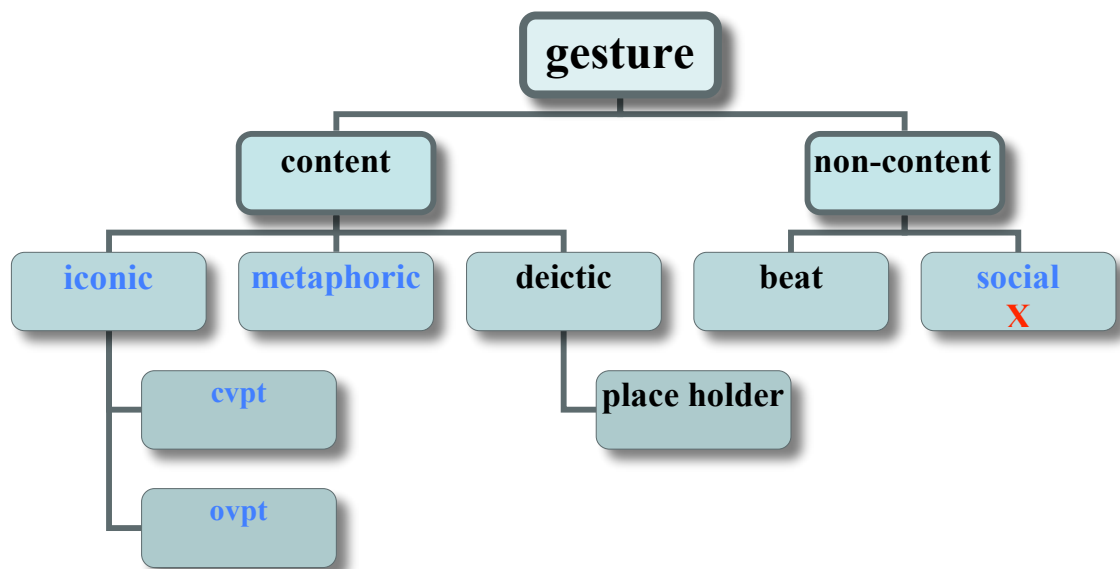 gesture
content
non-content
iconic
metaphoric
deictic
beat
social
X
cvpt
place holder
ovpt